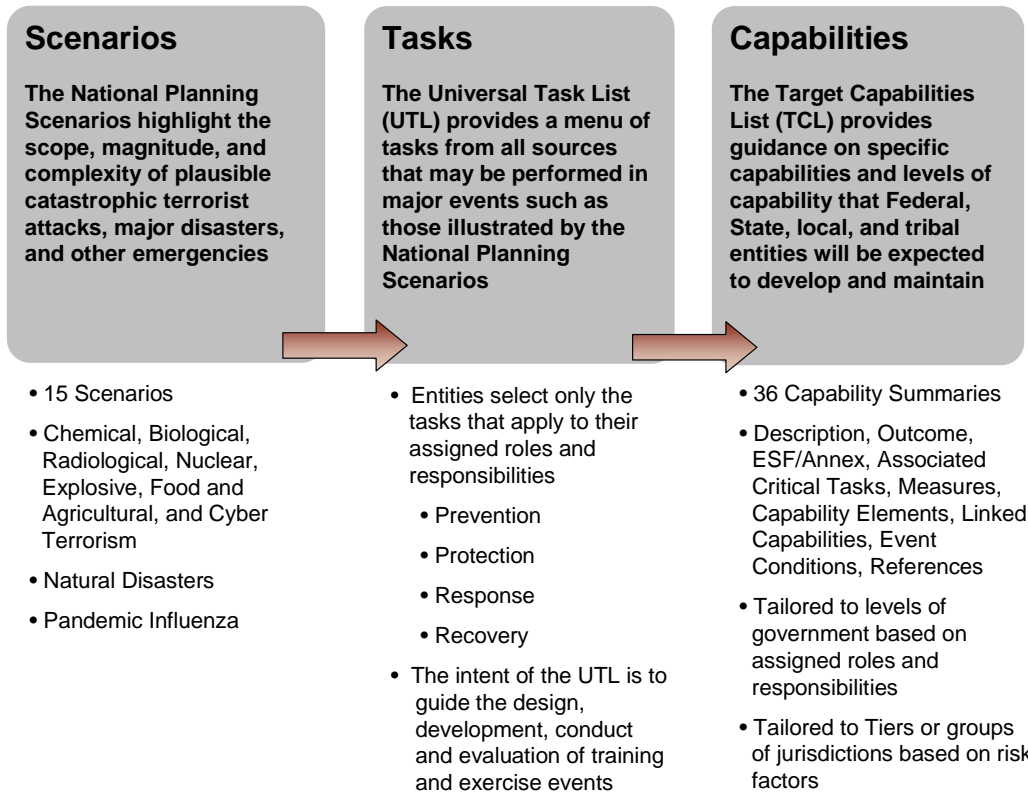 Scenarios
The National Planning
Scenarios highlight the
scope, magnitude, and
complexity of plausible
catastrophic terrorist
attacks, major disasters,
and other emergencies
• 15 Scenarios
• Chemical, Biological,
Radiological, Nuclear,
Explosive, Food and
Agricultural, and Cyber
Terrorism
• Natural Disasters
• Pandemic Influenza
Tasks
The Universal Task List
(UTL) provides a menu of
tasks from all sources
that may be performed in
major events such as
those illustrated by the
National Planning
Scenarios
• Entities select only the
tasks that apply to their
assigned roles and
responsibilities
• Prevention
• Protection
• Response
• Recovery
• The intent of the UTL is to
guide the design,
development, conduct
and evaluation of training
and exercise events
Capabilities
The Target Capabilities
List (TCL) provides
guidance on specific
capabilities and levels of
capability that Federal,
State, local, and tribal
entities will be expected
to develop and maintain
• 36 Capability Summaries
• Description, Outcome,
ESF/Annex, Associated
Critical Tasks, Measures,
Capability Elements, Linked
Capabilities, Event
Conditions, References
• Tailored to levels of
government based on
assigned roles and
responsibilities
• Tailored to Tiers or groups
of jurisdictions based on risk
factors